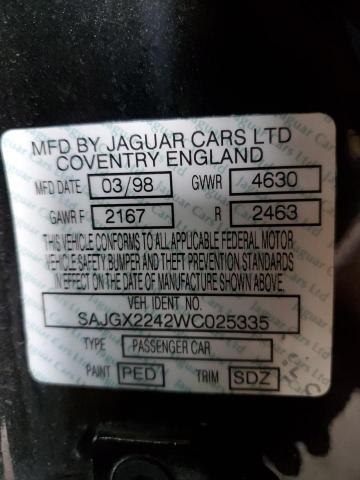 MFD BY JAGUAR CARS LTD
COVENTRY ENGLAND
MFD DATE 03/98 GVWR 4630
GAWR F 2167 R 2463
THIS VEHICLE CONFORMS TO ALL APPLICABLE FEDERAL MOTOR
VEHICLE SAFETY,BUMPER AND THEFT PREVENTION STANDARDS
IN EFFECT ON THE DATE OF MANUFACTURE SHOWN ABOVE.
VEH IDENT NO.
SAJGX2242WC025335
TYPE PASSENGER CAR
PAINT PED TRIM SDZ